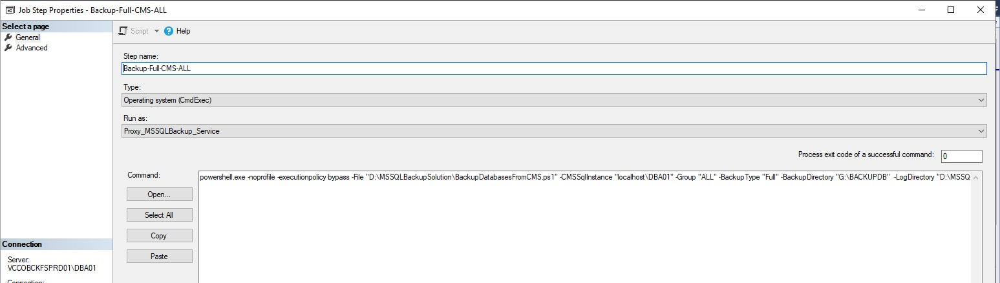 Job Step Properties - Backup-Full-CMS-ALL
Select a page
General
Advanced
Script
Help
Step name:
Backup-Full-CMS-ALL
Type:
Operating system (CmdExec)
Run as:
Proxy_MSSQLBackup_Service
Process exit code of a successful command:
0
Command:
powershell.exe -noprofile -executionpolicy bypass -File "D:\MSSQLBackupSolution\BackupDatabasesFromCMS.ps1" -CMSSqlInstance "localhost\DBA01" -Group "ALL" -BackupType "Full" -BackupDirectory "G:\BACKUPDB"  -LogDirectory "D:\MSSQ
Open...
Select All
Copy
Paste
Connection
Server:
VCCOBCKFSPRD01\DBA01
Connection: